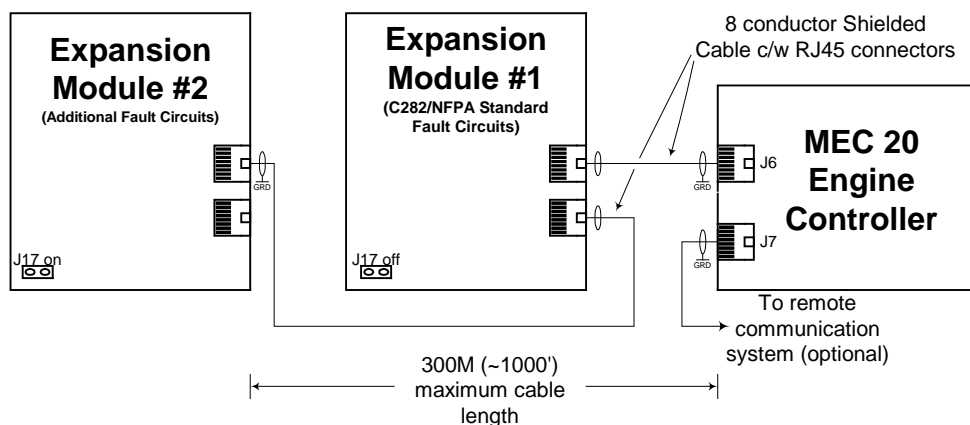 Expansion
Module #2
(Additional Fault Circuits)
GRD
J17 on
Expansion
Module #1
(C282/NFPA Standard
Fault Circuits)
J17 off
8 conductor Shielded
Cable c/w RJ45 connectors
GRD
J6
MEC 20
Engine
Controller
GRD
J7
To remote
communication
system (optional)
300M (~1000')
maximum cable
length